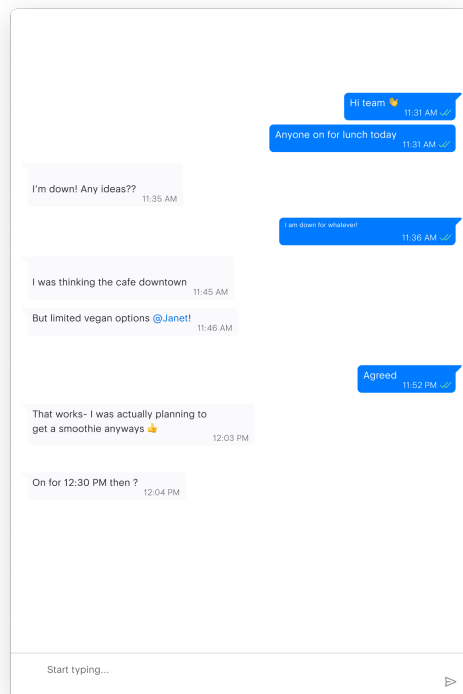 Hi team 👋
11:31 AM
Anyone on for lunch today
11:31 AM
I'm down! Any ideas??
11:35 AM
I am down for whatever!
11:36 AM
I was thinking the cafe downtown
11:45 AM
But limited vegan options @Janet!
11:46 AM
Agreed
11:52 PM
That works- I was actually planning to
get a smoothie anyways 👍
12:03 PM
On for 12:30 PM then ?
12:04 PM
Start typing...